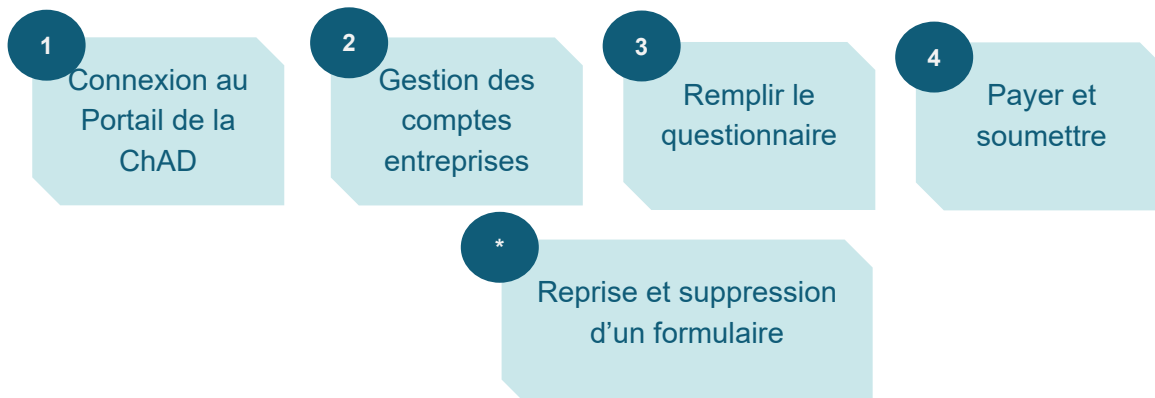 1
Connexion au
Portail de la
ChAD
2
Gestion des
comptes
entreprises
3
Remplir le
questionnaire
4
Payer et
soumettre
*
Reprise et suppression
d’un formulaire